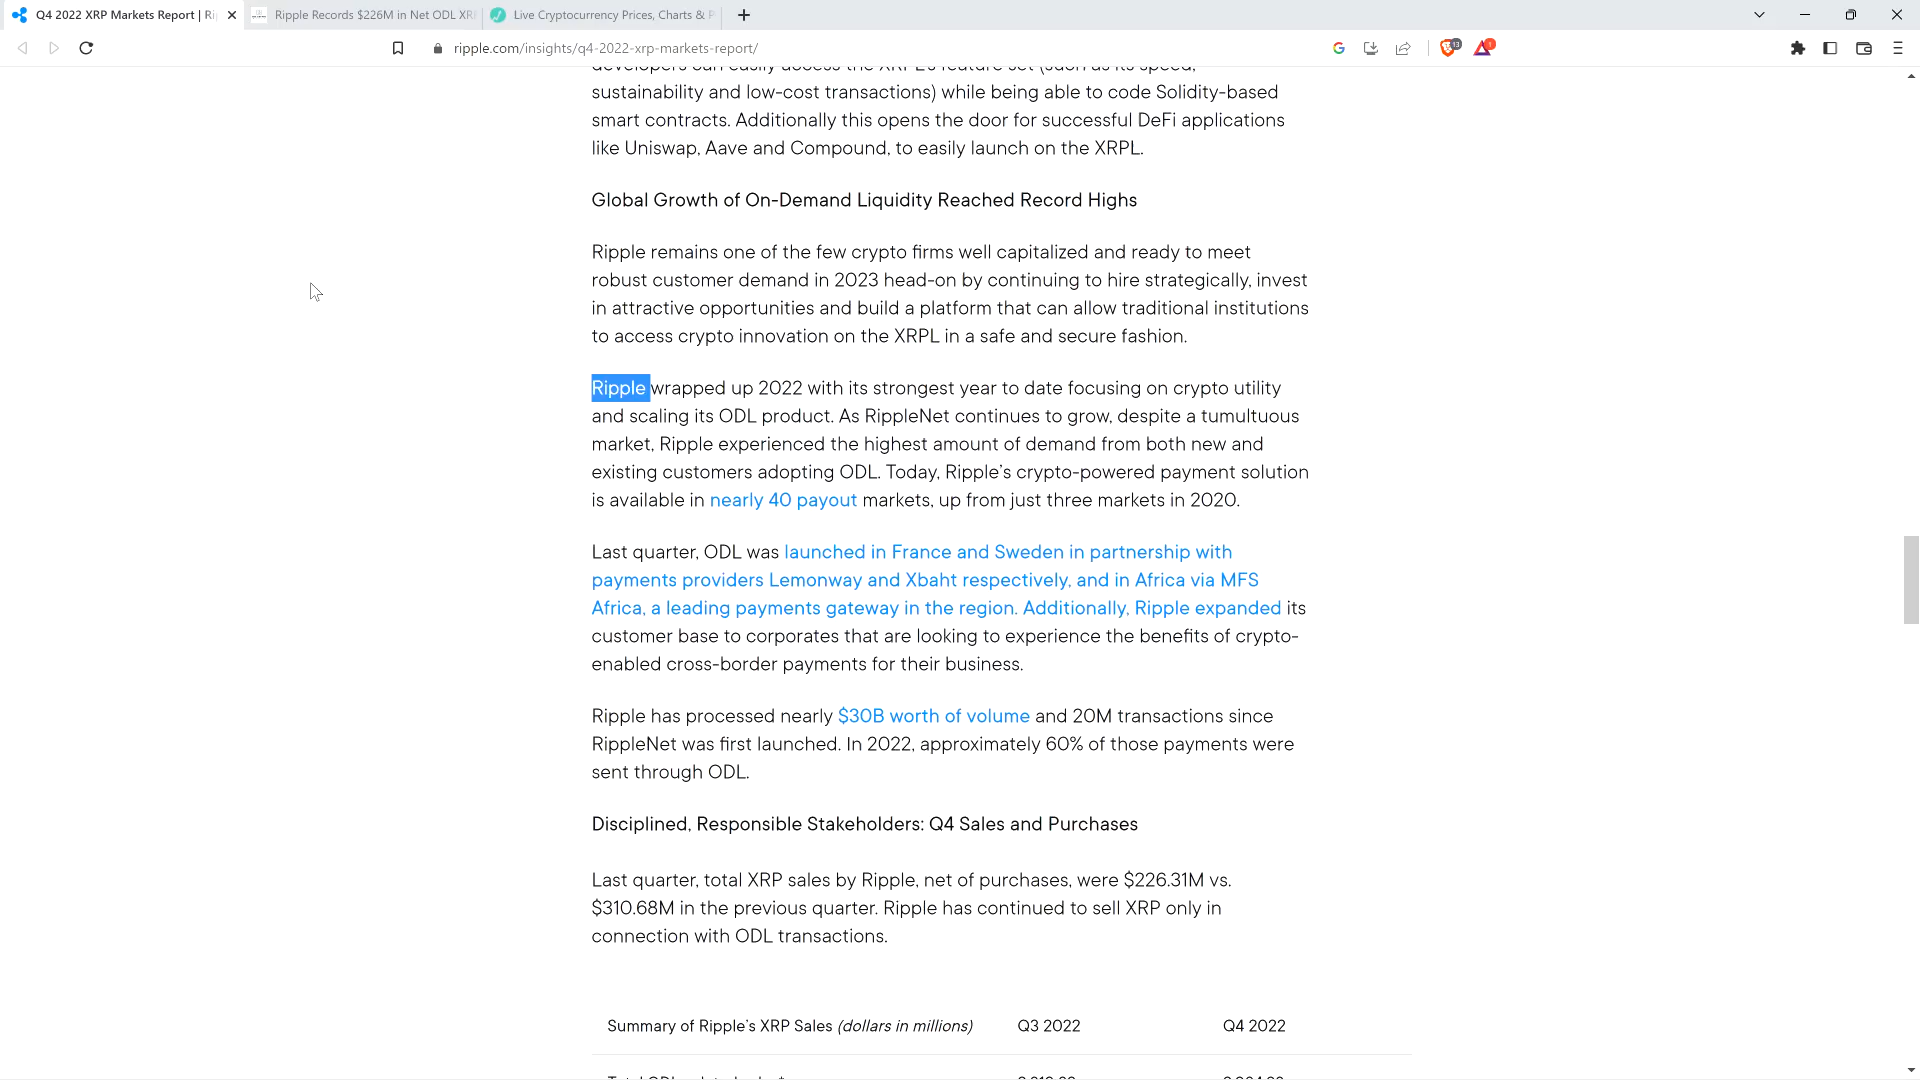 Q4 2022 XRP Markets Report | Ri
Ripple Records $226M in Net ODL XR
Live Cryptocurrency Prices, Charts & P
ripple.com/insights/q4-2022-xrp-markets-report/
developers can easily access the XRPL's feature set (such as its speed,
sustainability and low-cost transactions) while being able to code Solidity-based
smart contracts. Additionally this opens the door for successful DeFi applications
like Uniswap, Aave and Compound, to easily launch on the XRPL.
Global Growth of On-Demand Liquidity Reached Record Highs
Ripple remains one of the few crypto firms well capitalized and ready to meet
robust customer demand in 2023 head-on by continuing to hire strategically, invest
in attractive opportunities and build a platform that can allow traditional institutions
to access crypto innovation on the XRPL in a safe and secure fashion.
Ripple wrapped up 2022 with its strongest year to date focusing on crypto utility
and scaling its ODL product. As RippleNet continues to grow, despite a tumultuous
market, Ripple experienced the highest amount of demand from both new and
existing customers adopting ODL. Today, Ripple's crypto-powered payment solution
is available in nearly 40 payout markets, up from just three markets in 2020.
Last quarter, ODL was launched in France and Sweden in partnership with
payments providers Lemonway and Xbaht respectively, and in Africa via MFS
Africa, a leading payments gateway in the region. Additionally, Ripple expanded its
customer base to corporates that are looking to experience the benefits of crypto-
enabled cross-border payments for their business.
Ripple has processed nearly $30B worth of volume and 20M transactions since
RippleNet was first launched. In 2022, approximately 60% of those payments were
sent through ODL.
Disciplined, Responsible Stakeholders: Q4 Sales and Purchases
Last quarter, total XRP sales by Ripple, net of purchases, were $226.31M vs.
$310.68M in the previous quarter. Ripple has continued to sell XRP only in
connection with ODL transactions.
Summary of Ripple's XRP Sales (dollars in millions) Q3 2022 Q4 2022